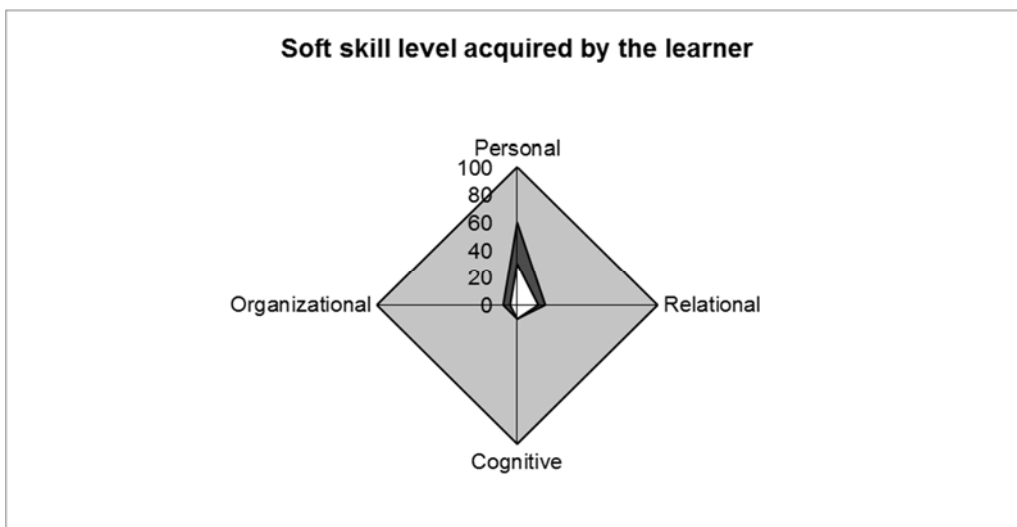 Soft skill level acquired by the learner
Personal
100
80
60
40
20
0
Organizational
Relational
Cognitive